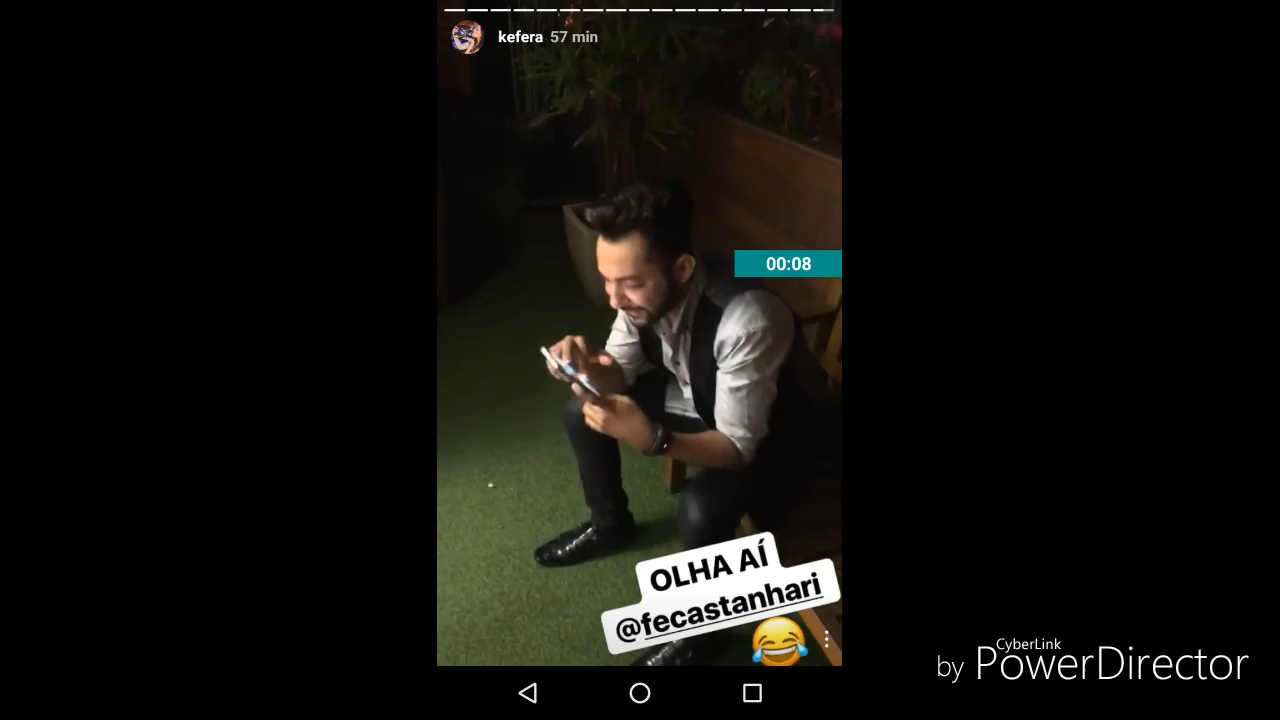 kefera 57 min
00:08
OLHA AÍ
@fecastanhari
CyberLink
by PowerDirector